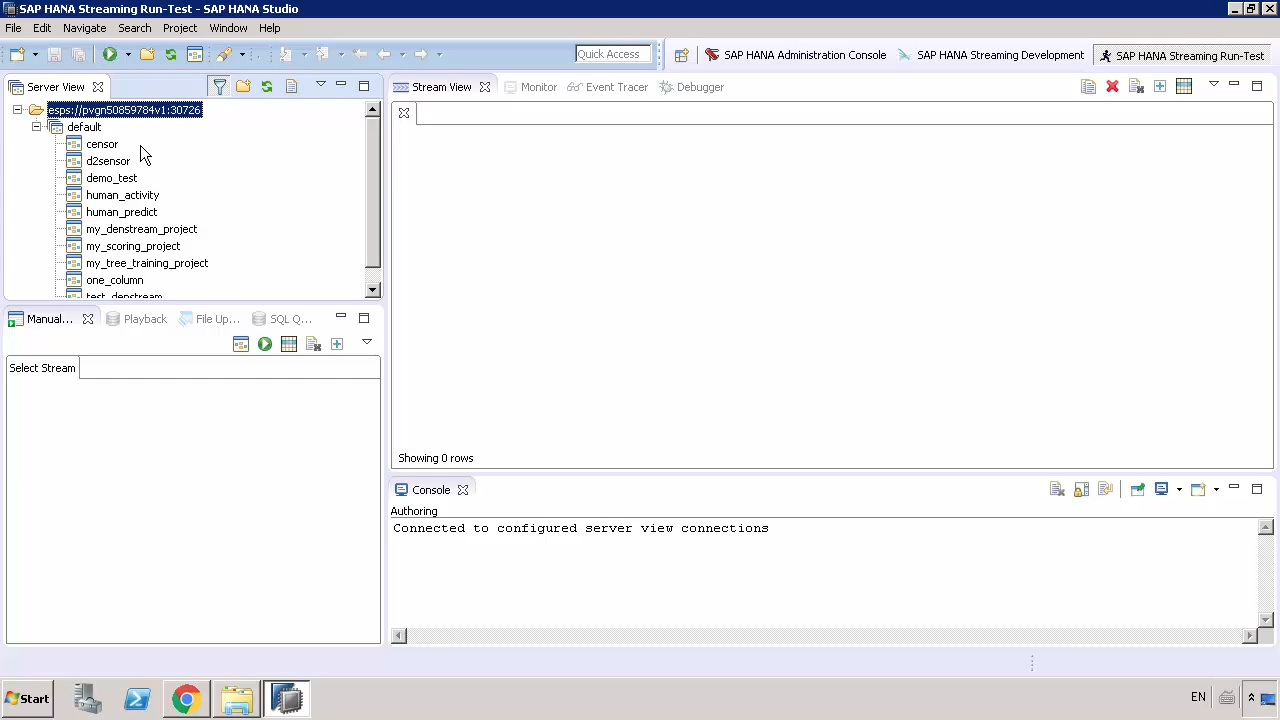 SAP HANA Streaming Run-Test - SAP HANA Studio
File Edit Navigate Search Project Window Help
Quick Access
SAP HANA Administration Console
SAP HANA Streaming Development
SAP HANA Streaming Run-Test
Server View
esps://pvgn50859784v1:30726
default
censor
d2sensor
demo_test
human_activity
human_predict
my_denstream_project
my_scoring_project
my_tree_training_project
one_column
test_denstream
Manual... Playback File Up... SQL Q...
Select Stream
Stream View Monitor Event Tracer Debugger
Showing 0 rows
Console
Authoring
Connected to configured server view connections
Start
EN